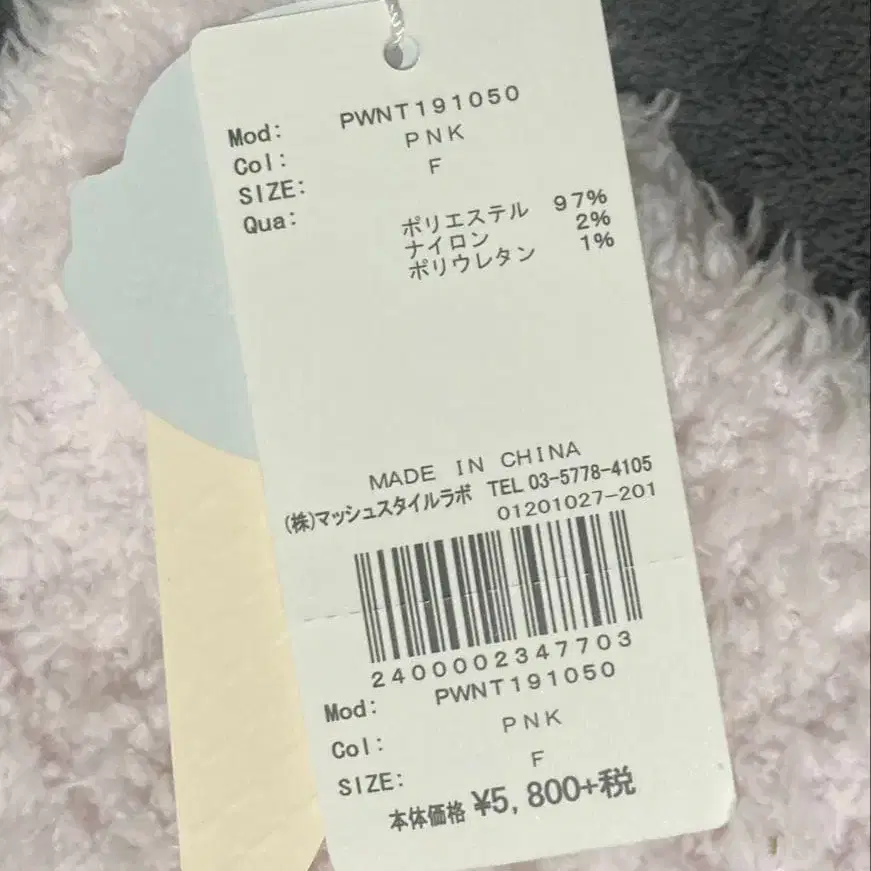 Mod: PWNT191050
Col: PNK
SIZE: F
Qua: ポリエステル 97%
ナイロン 2%
ポリウレタン 1%
MADE IN CHINA
(株)マッシュスタイルラボ TEL 03-5778-4105
01201027-201
2400002347703
Mod: PWNT191050
Col: PNK
SIZE: F
本体価格 ¥5,800+税